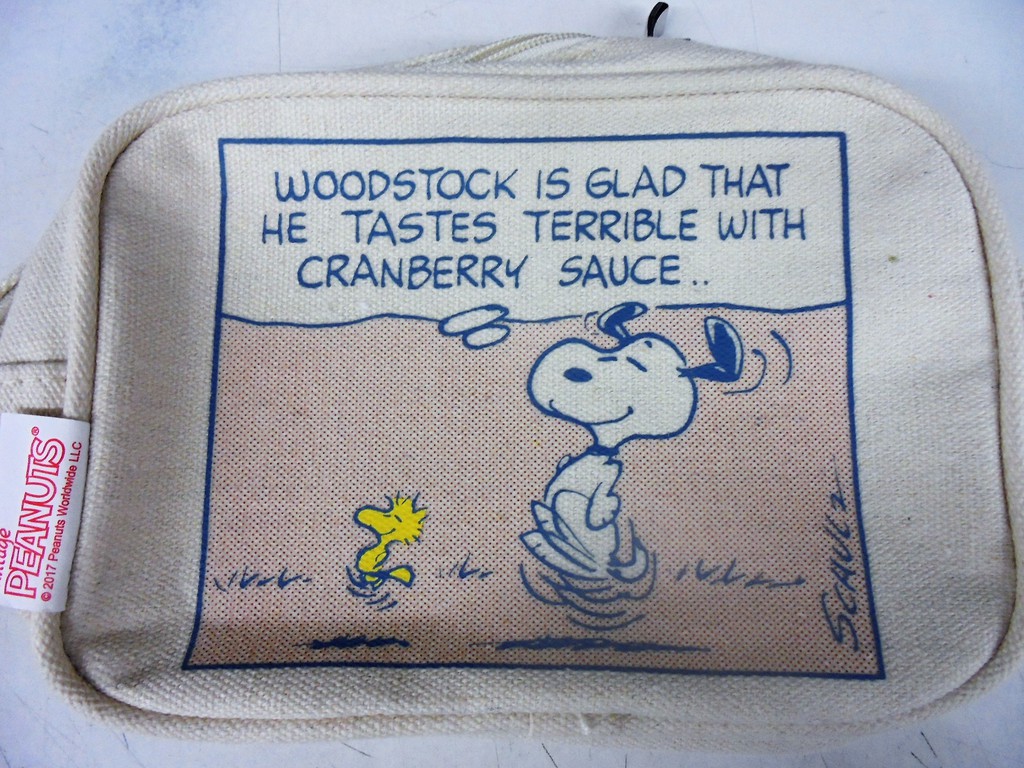 WOODSTOCK IS GLAD THAT
HE TASTES TERRIBLE WITH
CRANBERRY SAUCE..
SCHULZ
PEANUTS®
© 2017 Peanuts Worldwide LLC